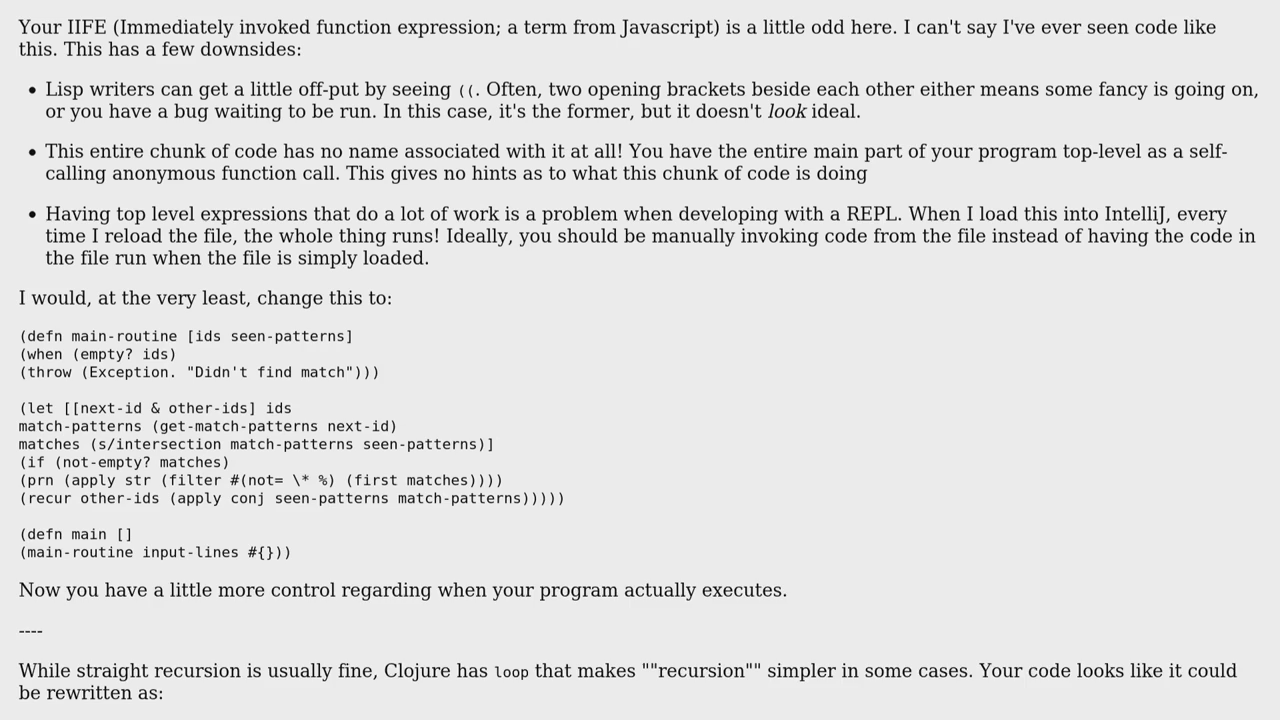 Your IIFE (Immediately invoked function expression; a term from Javascript) is a little odd here. I can't say I've ever seen code like
this. This has a few downsides:
• Lisp writers can get a little off-put by seeing ((. Often, two opening brackets beside each other either means some fancy is going on,
or you have a bug waiting to be run. In this case, it's the former, but it doesn't look ideal.
• This entire chunk of code has no name associated with it at all! You have the entire main part of your program top-level as a self-
calling anonymous function call. This gives no hints as to what this chunk of code is doing
• Having top level expressions that do a lot of work is a problem when developing with a REPL. When I load this into IntelliJ, every
time I reload the file, the whole thing runs! Ideally, you should be manually invoking code from the file instead of having the code in
the file run when the file is simply loaded.
I would, at the very least, change this to:
(defn main-routine [ids seen-patterns]
(when (empty? ids)
(throw (Exception. "Didn't find match")))
(let [[next-id & other-ids] ids
match-patterns (get-match-patterns next-id)
matches (s/intersection match-patterns seen-patterns)]
(if (not-empty? matches)
(prn (apply str (filter #(not= \* %) (first matches))))
(recur other-ids (apply conj seen-patterns match-patterns)))))
(defn main []
(main-routine input-lines #{}))
Now you have a little more control regarding when your program actually executes.
----
While straight recursion is usually fine, Clojure has loop that makes ""recursion"" simpler in some cases. Your code looks like it could
be rewritten as: